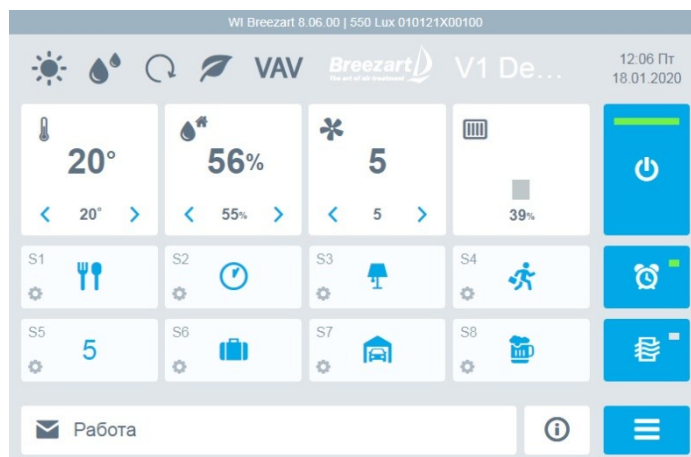 WI Breezart 8.06.00 | 550 Lux 010121X00100
VAV
Breezart
The art of air treatment
V1 De...
12:06 Пт
18.01.2020
20°
56%
5
20°
55%
5
39%
S1
S2
S3
S4
S5
5
S6
S7
S8
Работа